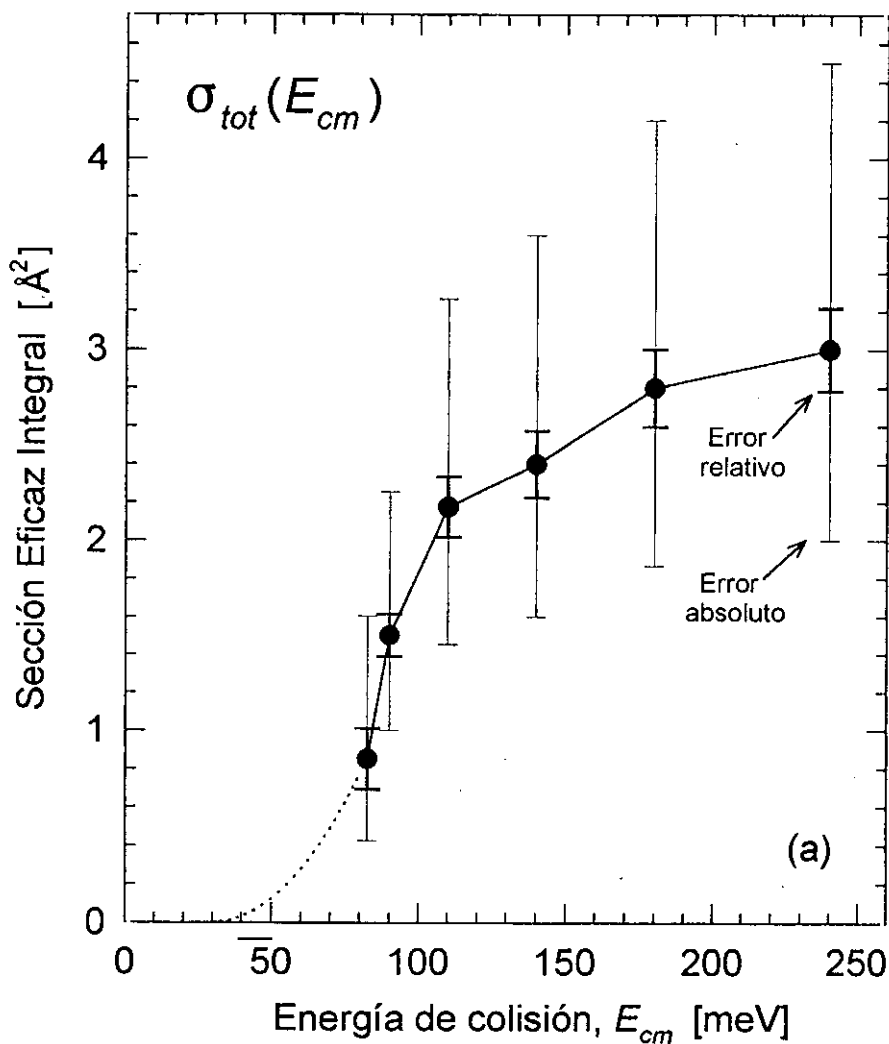 σtot(Ecm)
4
3
2
1
0
Sección Eficaz Integral [Å²]
Error
relativo
Error
absoluto
(a)
0 50 100 150 200 250
Energía de colisión, Ecm [meV]